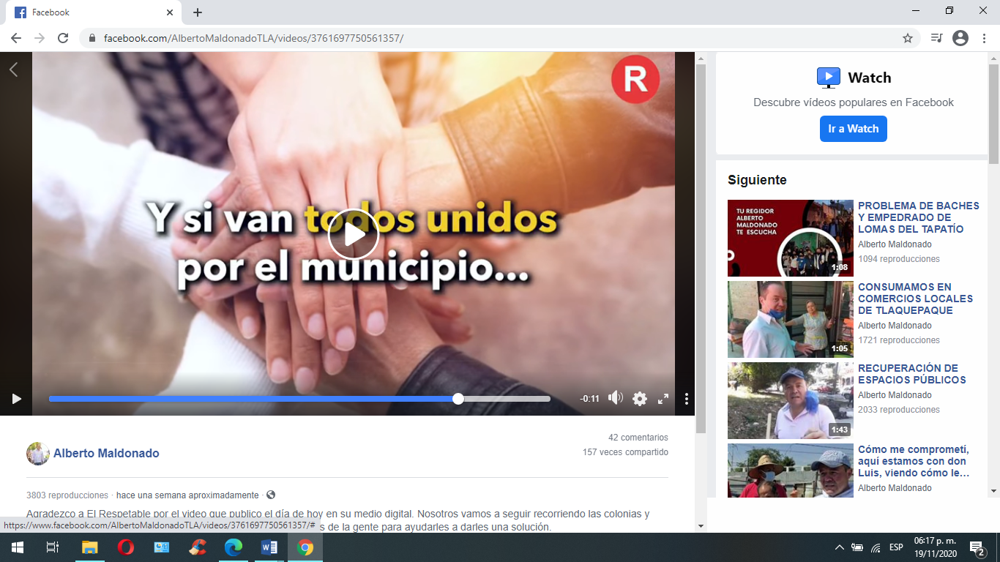 Facebook
facebook.com/AlbertoMaldonadoTLA/videos/3761697750561357/
R
Y si van todos unidos
por el municipio...
-0:11
Alberto Maldonado
42 comentarios
157 veces compartido
3803 reproducciones · hace una semana aproximadamente ·
Agradezco a El Respetable por el video que publico el día de hoy en su medio digital. Nosotros vamos a seguir recorriendo las colonias y
s de la gente para ayudarles a darles una solución.
https://www.facebook.com/AlbertoMaldonadoTLA/videos/3761697750561357/#
Watch
Descubre vídeos populares en Facebook
Ir a Watch
Siguiente
TU REGIDOR
ALBERTO
MALDONADO
TE ESCUCHA
1:08
PROBLEMA DE BACHES
Y EMPEDRADO DE
LOMAS DEL TAPATÍO
Alberto Maldonado
1094 reproducciones
1:05
CONSUMAMOS EN
COMERCIOS LOCALES
DE TLAQUEPAQUE
Alberto Maldonado
1721 reproducciones
1:43
RECUPERACIÓN DE
ESPACIOS PÚBLICOS
Alberto Maldonado
2033 reproducciones
Cómo me comprometí,
aquí estamos con don
Luis, viendo cómo le…
Alberto Maldonado
ESP
06:17 p. m.
19/11/2020
2